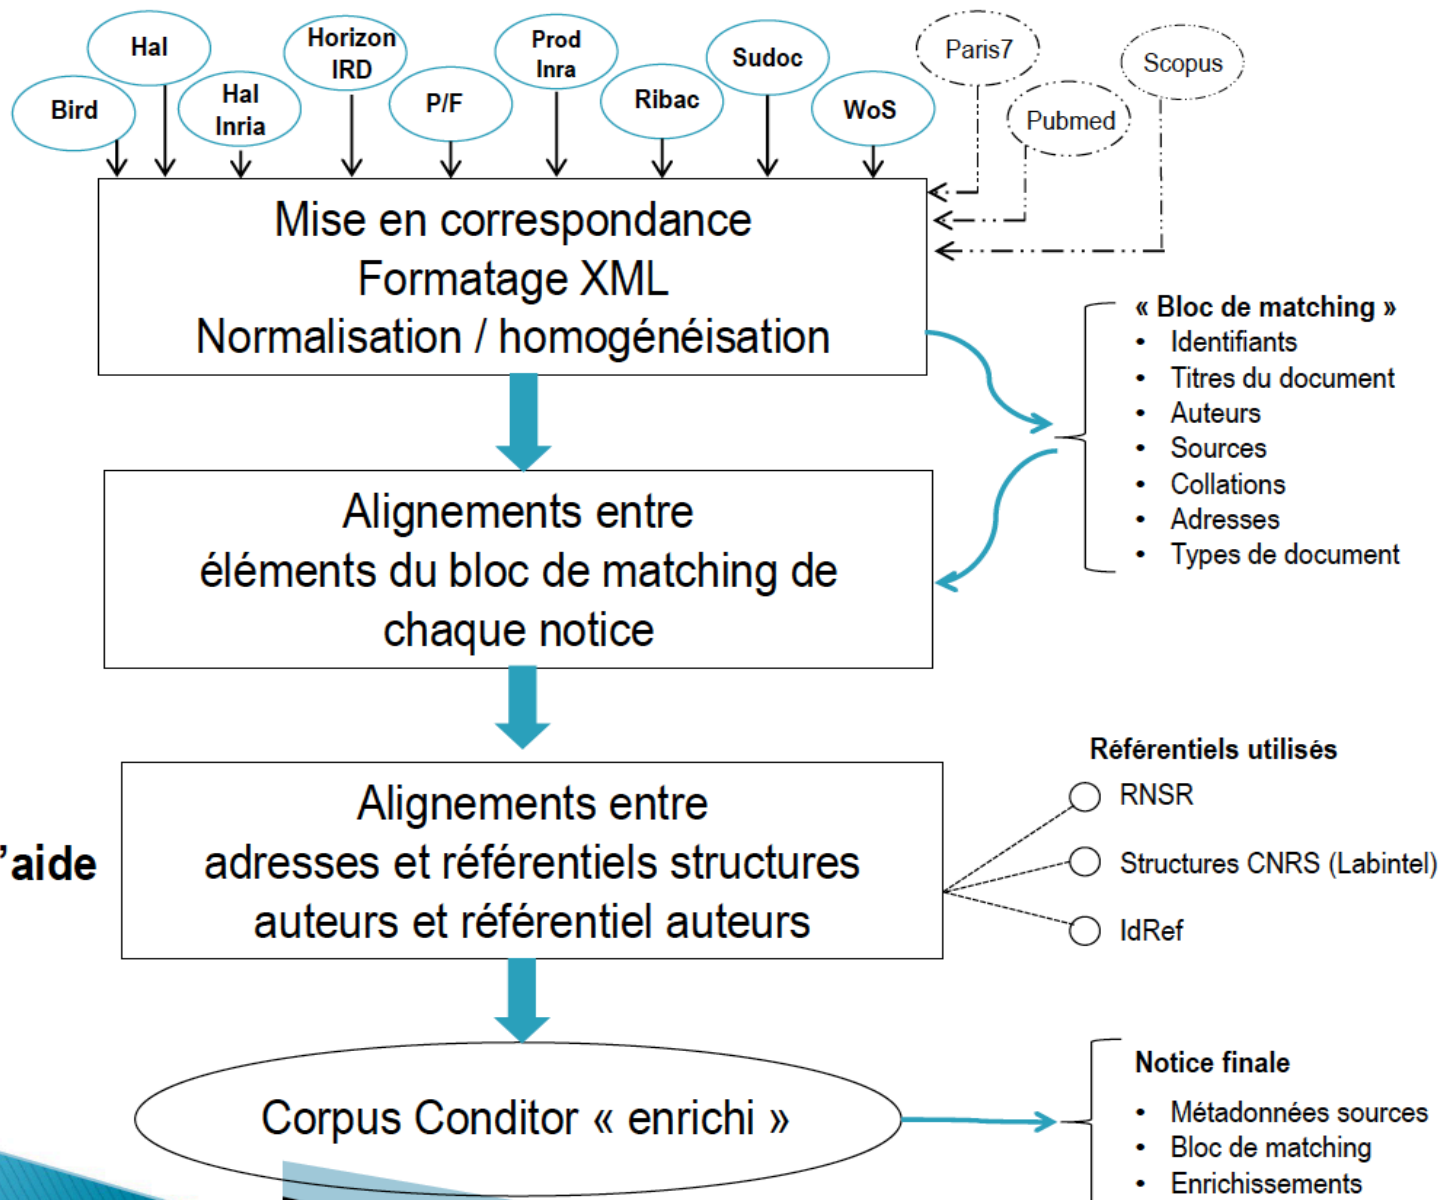 Hal
Horizon
IRD
Prod
Inra
Sudoc
Paris7
Scopus
Bird
Hal
Inria
P/F
Ribac
WoS
Pubmed
Mise en correspondance
Formatage XML
Normalisation / homogénéisation
« Bloc de matching »
• Identifiants
• Titres du document
• Auteurs
• Sources
• Collations
• Adresses
• Types de document
Alignements entre
éléments du bloc de matching de
chaque notice
Référentiels utilisés
RNSR
Structures CNRS (Labintel)
IdRef
’aide
Alignements entre
adresses et référentiels structures
auteurs et référentiel auteurs
Corpus Conditor « enrichi »
Notice finale
• Métadonnées sources
• Bloc de matching
• Enrichissements